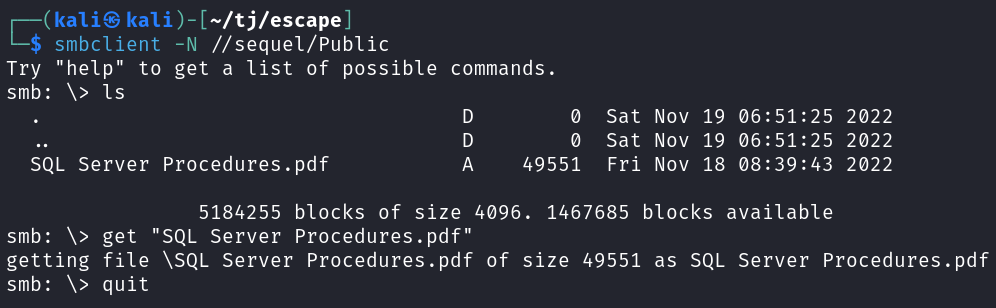 ┌──(kali㉿kali)-[~/tj/escape]
└─$ smbclient -N //sequel/Public
Try "help" to get a list of possible commands.
smb: \> ls
  .                                   D        0  Sat Nov 19 06:51:25 2022
  ..                                  D        0  Sat Nov 19 06:51:25 2022
  SQL Server Procedures.pdf           A    49551  Fri Nov 18 08:39:43 2022
                5184255 blocks of size 4096. 1467685 blocks available
smb: \> get "SQL Server Procedures.pdf"
getting file \SQL Server Procedures.pdf of size 49551 as SQL Server Procedures.pdf
smb: \> quit